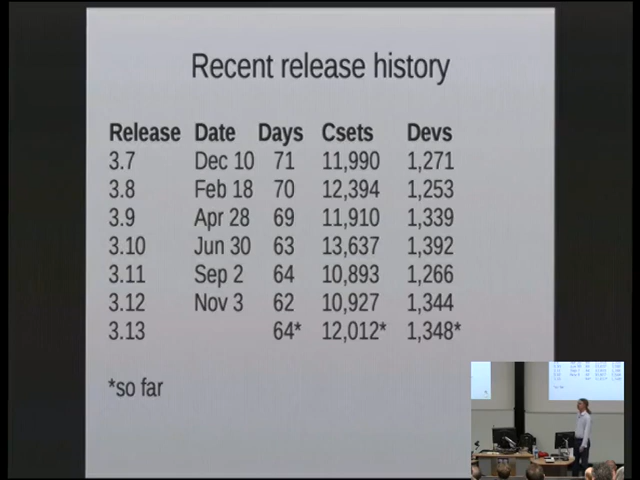 Recent release history
Release Date Days Csets Devs
3.7 Dec 10 71 11,990 1,271
3.8 Feb 18 70 12,394 1,253
3.9 Apr 28 69 11,910 1,339
3.10 Jun 30 63 13,637 1,392
3.11 Sep 2 64 10,893 1,266
3.12 Nov 3 62 10,927 1,344
3.13 64* 12,012* 1,348*
*so far